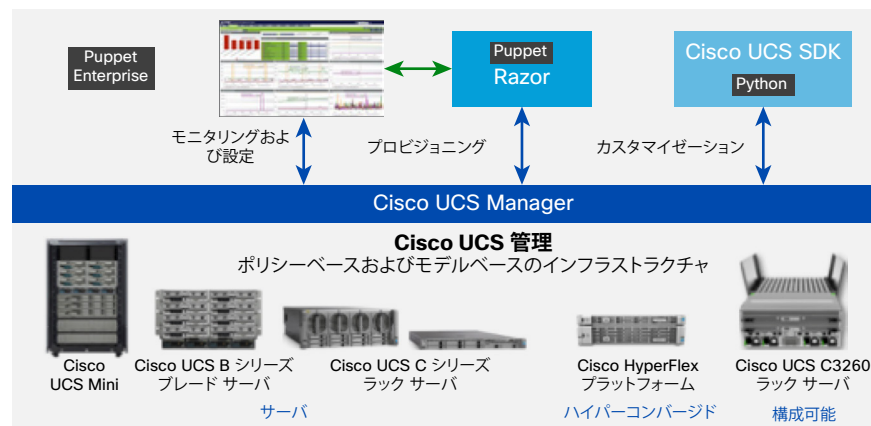 Puppet
Enterprise
Puppet
Razor
Cisco UCS SDK
Python
モニタリングおよ
び設定
プロビジョニング
カスタマイゼーション
Cisco UCS Manager
Cisco UCS 管理
ポリシーベースおよびモデルベースのインフラストラクチャ
Cisco
UCS Mini
Cisco UCS B シリーズ
ブレード サーバ
Cisco UCS C シリーズ
ラック サーバ
Cisco HyperFlex
プラットフォーム
Cisco UCS C3260
ラック サーバ
サーバ
ハイパーコンバージド
構成可能